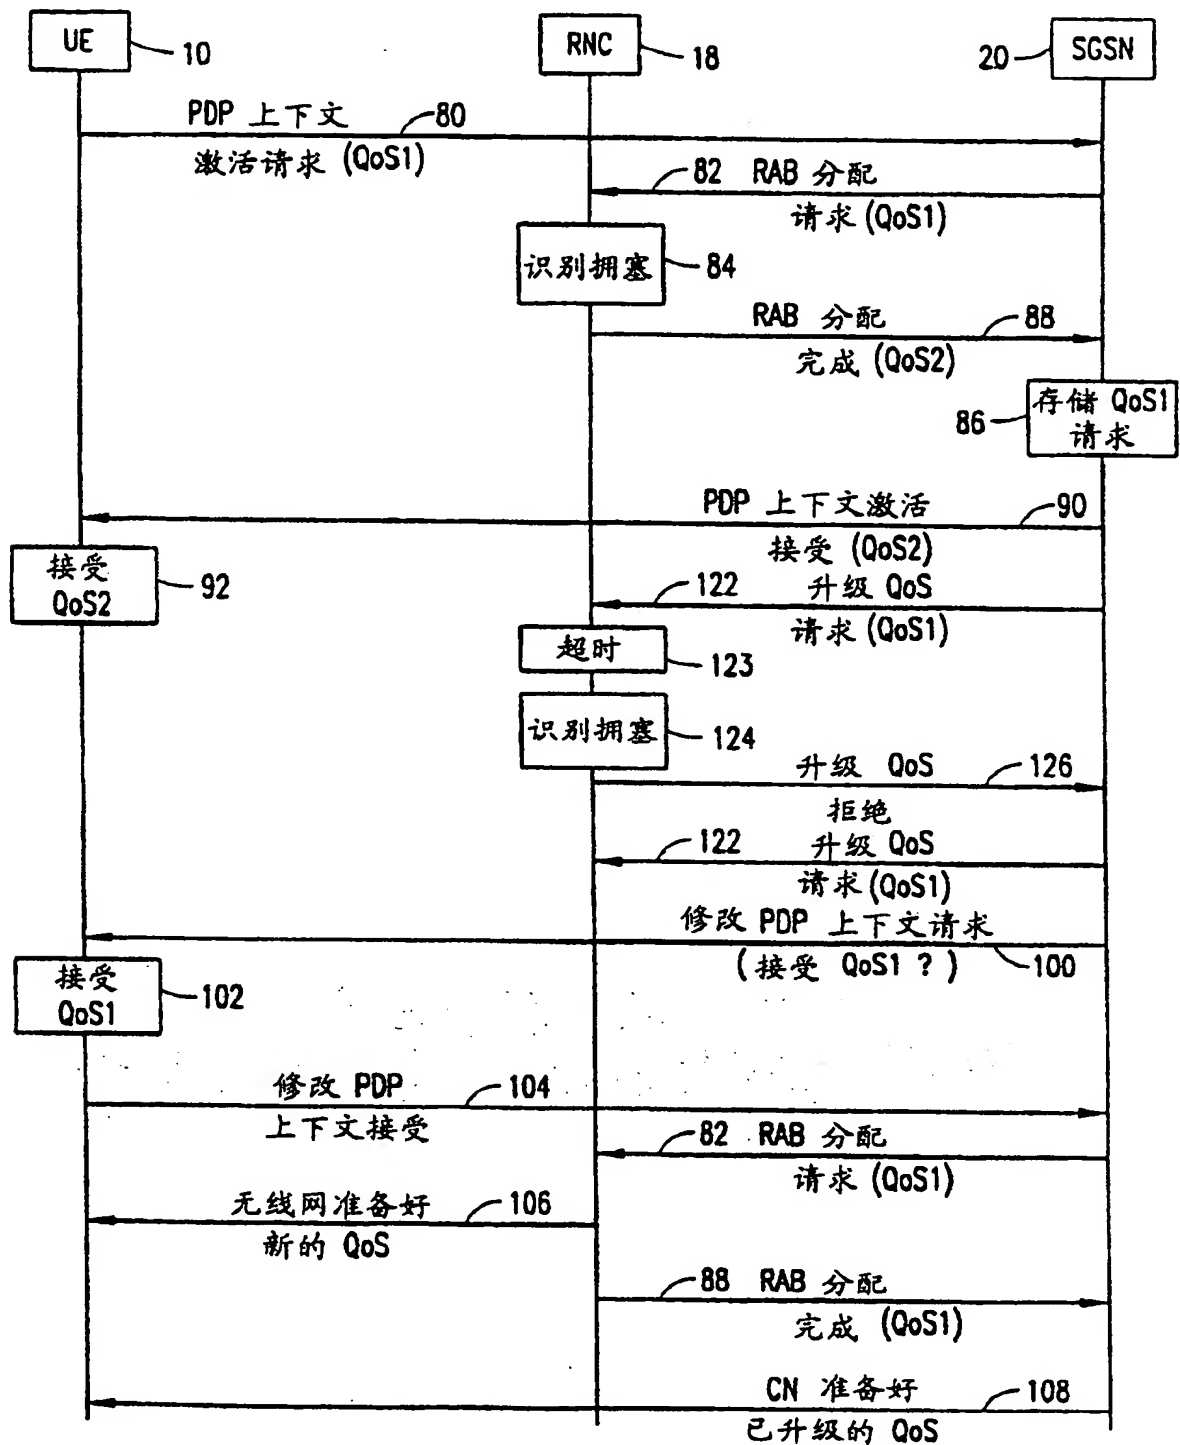 UE
10
RNC
18
20
SGSN
PDP 上下文
80
激活请求 (QoS1)
82 RAB 分配
请求 (QoS1)
识别拥塞
84
RAB 分配
88
完成 (QoS2)
86
存储 QoS1
请求
PDP 上下文激活
90
接受 (QoS2)
接受
QoS2
92
122
升级 QoS
请求 (QoS1)
超时
123
识别拥塞
124
升级 QoS
126
拒绝
122
升级 QoS
请求 (QoS1)
修改 PDP 上下文请求
(接受 QoS1 ?)
100
接受
QoS1
102
修改 PDP
104
上下文接受
82 RAB 分配
请求 (QoS1)
无线网准备好
106
新的 QoS
88 RAB 分配
完成 (QoS1)
CN 准备好
108
已升级的 QoS